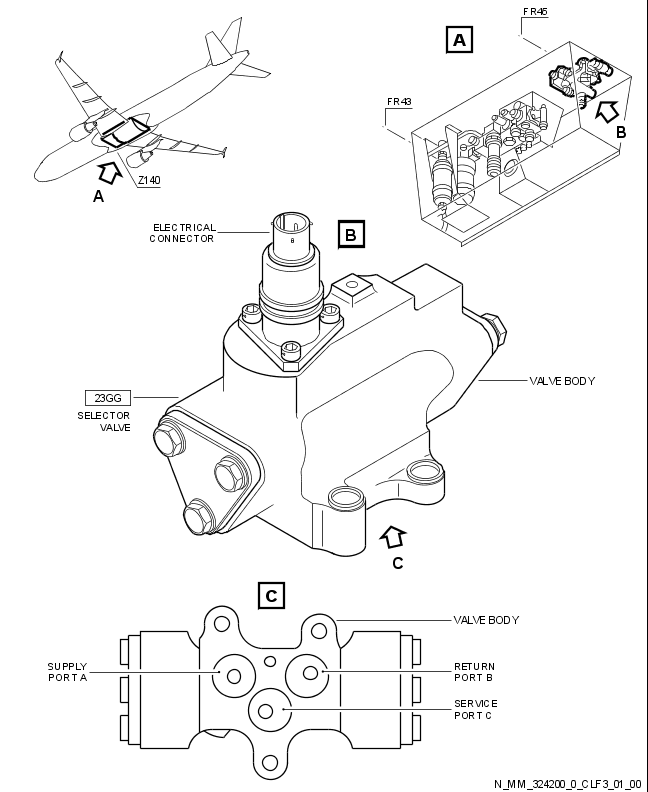 FR45
A
FR43
B
A
Z140
ELECTRICAL
CONNECTOR
B
VALVE BODY
23GG
SELECTOR
VALVE
C
C
VALVE BODY
SUPPLY
PORT A
RETURN
PORT B
SERVICE
PORT C
N_MM_324200_0_CLF3_01_00